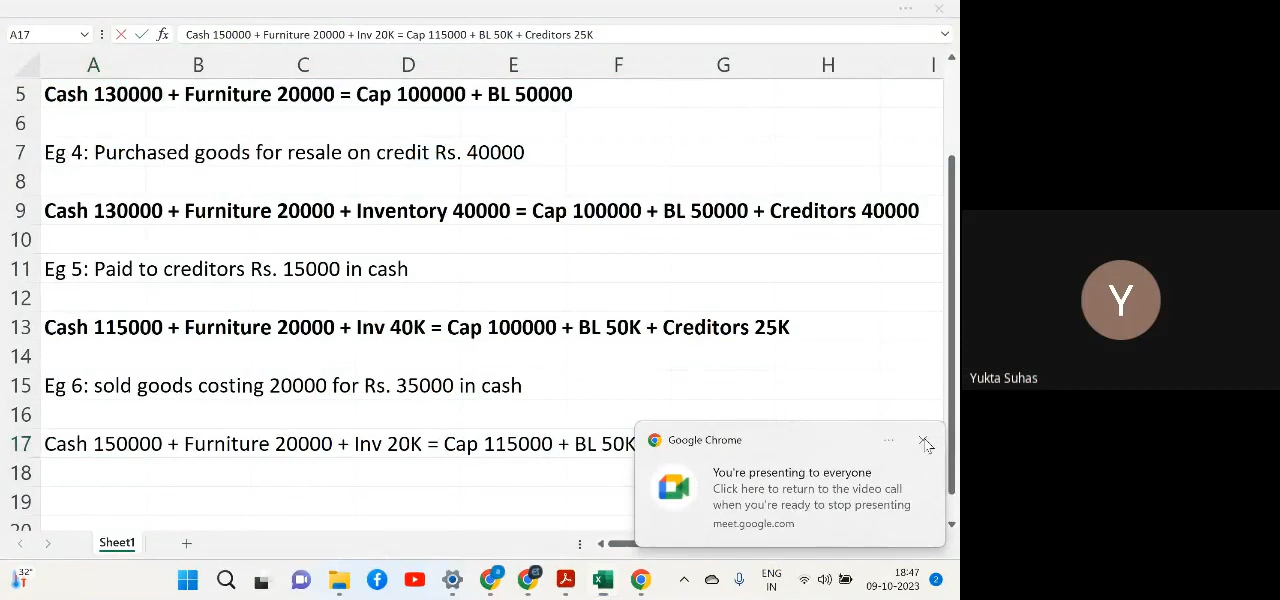 A17
fx
Cash 150000 + Furniture 20000 + Inv 20K = Cap 115000 + BL 50K + Creditors 25K
A B C D E F G H I
5 Cash 130000 + Furniture 20000 = Cap 100000 + BL 50000
6
7 Eg 4: Purchased goods for resale on credit Rs. 40000
8
9 Cash 130000 + Furniture 20000 + Inventory 40000 = Cap 100000 + BL 50000 + Creditors 40000
10
11 Eg 5: Paid to creditors Rs. 15000 in cash
12
13 Cash 115000 + Furniture 20000 + Inv 40K = Cap 100000 + BL 50K + Creditors 25K
14
15 Eg 6: sold goods costing 20000 for Rs. 35000 in cash
16
17 Cash 150000 + Furniture 20000 + Inv 20K = Cap 115000 + BL 50K
18
19
20
Google Chrome
You're presenting to everyone
Click here to return to the video call
when you're ready to stop presenting
meet.google.com
Sheet1
32°
ENG
IN
18:47
09-10-2023
2
Y
Yukta Suhas